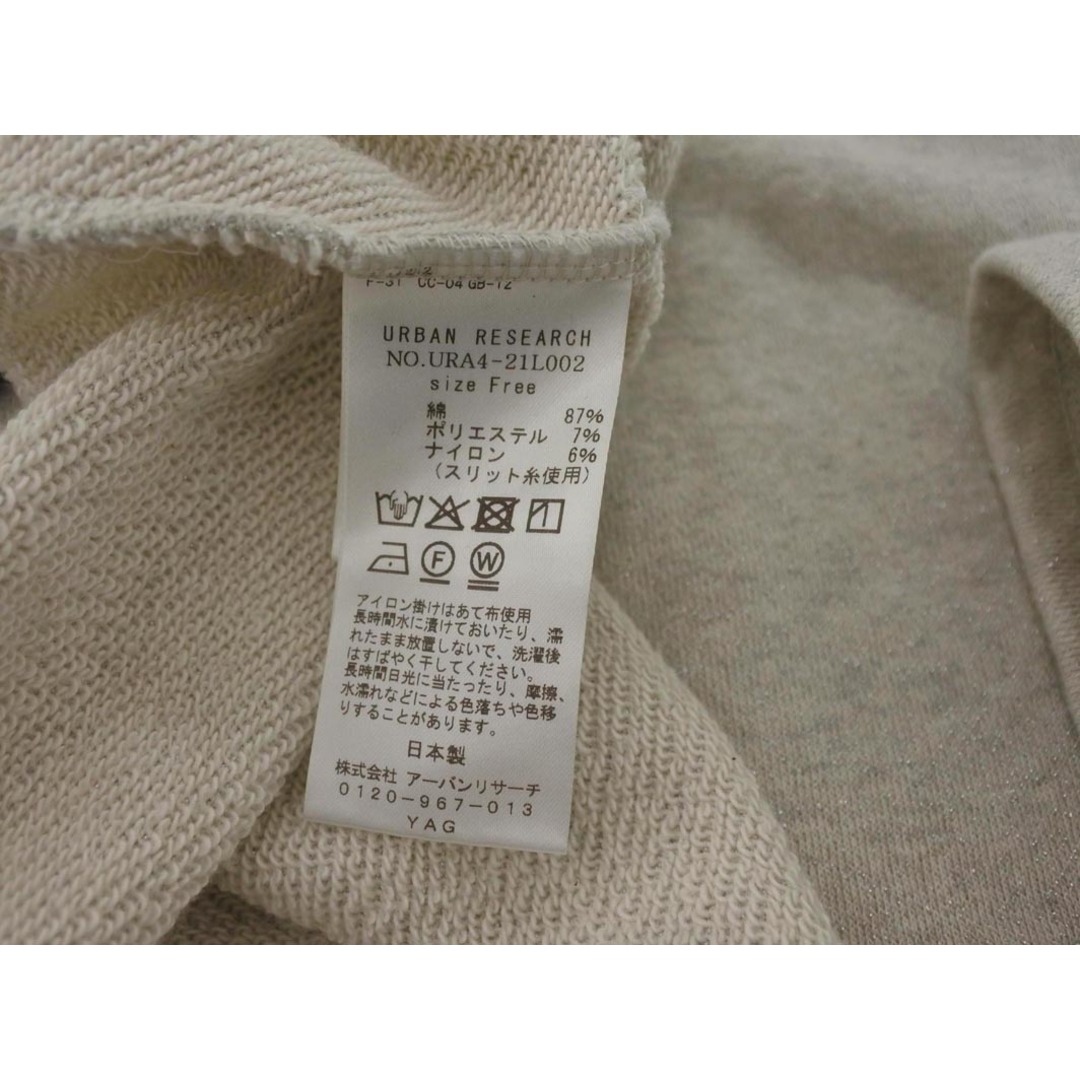 F-31 CC-04 GB-12
URBAN RESEARCH
NO.URA4-21L002
size Free
綿 87%
ポリエステル 7%
ナイロン 6%
(スリット糸使用)
F W
アイロン掛けはあて布使用
長時間水に漬けておいたり、濡
れたまま放置しないで、洗濯後
はすばやく干してください。
長時間日光に当たったり、摩擦、
水濡れなどによる色落ちや色移
りすることがあります。
日本製
株式会社 アーバンリサーチ
0120-967-013
YAG